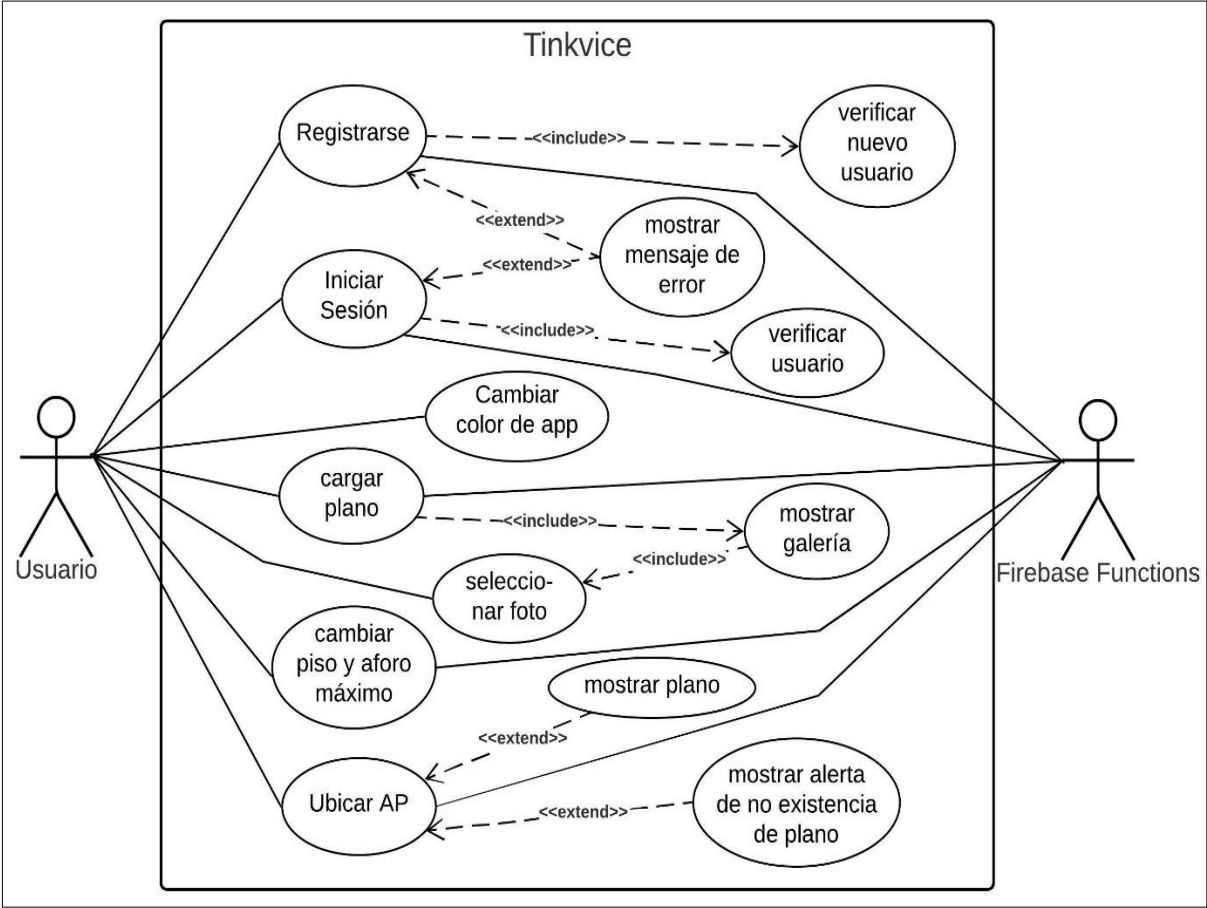 Tinkvice
Registrarse
<<include>>
verificar
nuevo
usuario
<<extend>>
mostrar
mensaje de
error
<<extend>>
Iniciar
Sesión
<<include>>
verificar
usuario
Cambiar
color de app
cargar
plano
<<include>>
mostrar
galería
<<include>>
seleccio-
nar foto
Usuario
Firebase Functions
cambiar
piso y aforo
máximo
mostrar plano
<<extend>>
Ubicar AP
<<extend>>
mostrar alerta
de no existencia
de plano